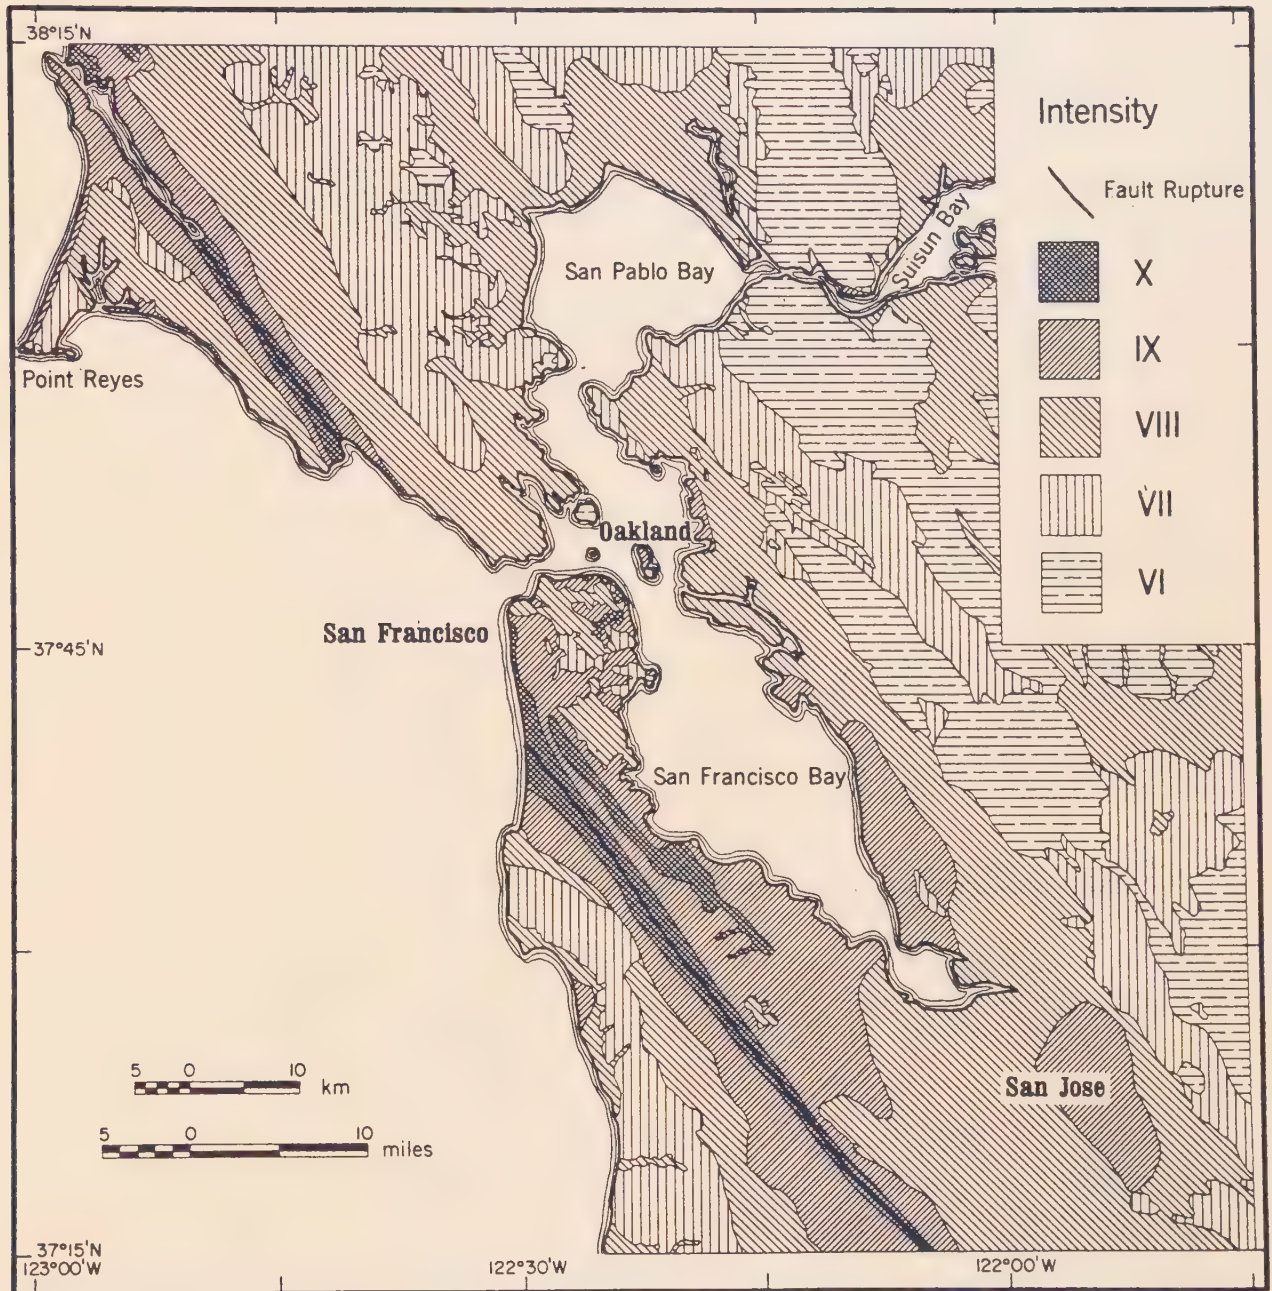 38°15'N
Intensity
Fault Rupture
X
IX
VIII
VII
VI
Suisun Bay
San Pablo Bay
Point Reyes
Oakland
San Francisco
37°45'N
San Francisco Bay
5 0 10
km
San Jose
5 0 10
miles
37°15'N
123°00'W
122°30'W
122°00'W